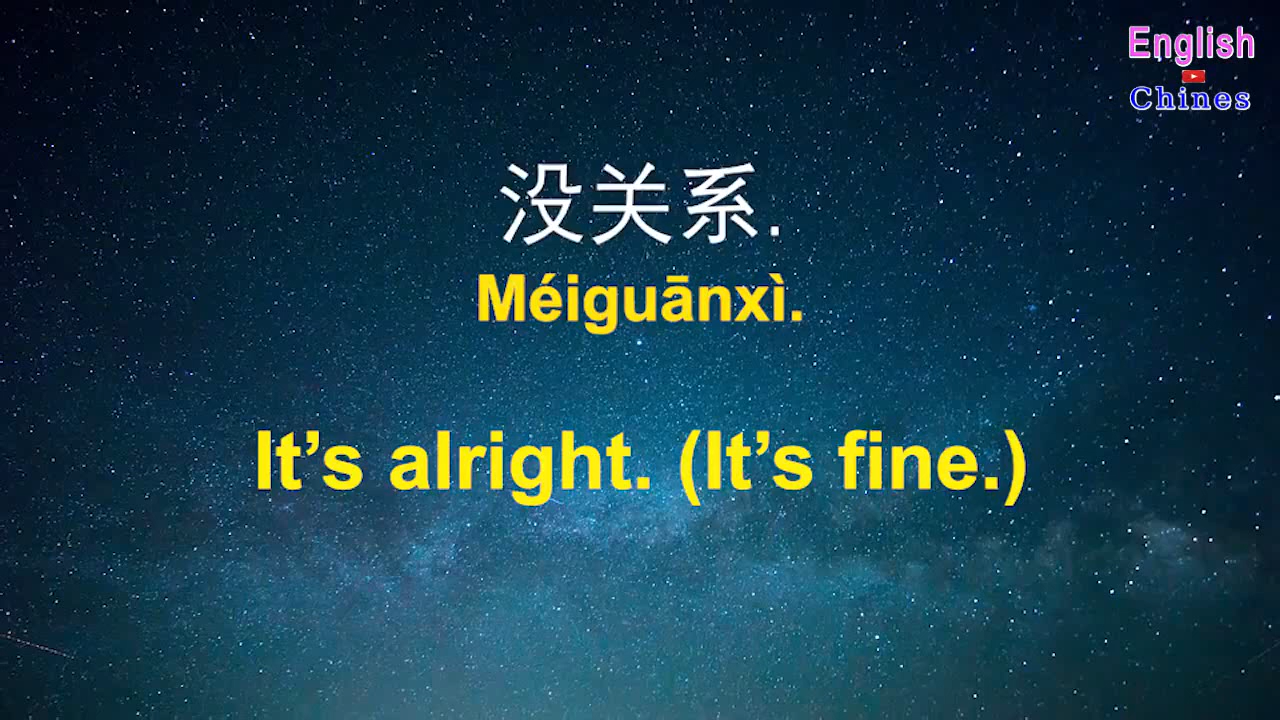 English
Chines
没关系.
Méiguānxì.
It’s alright. (It’s fine.)